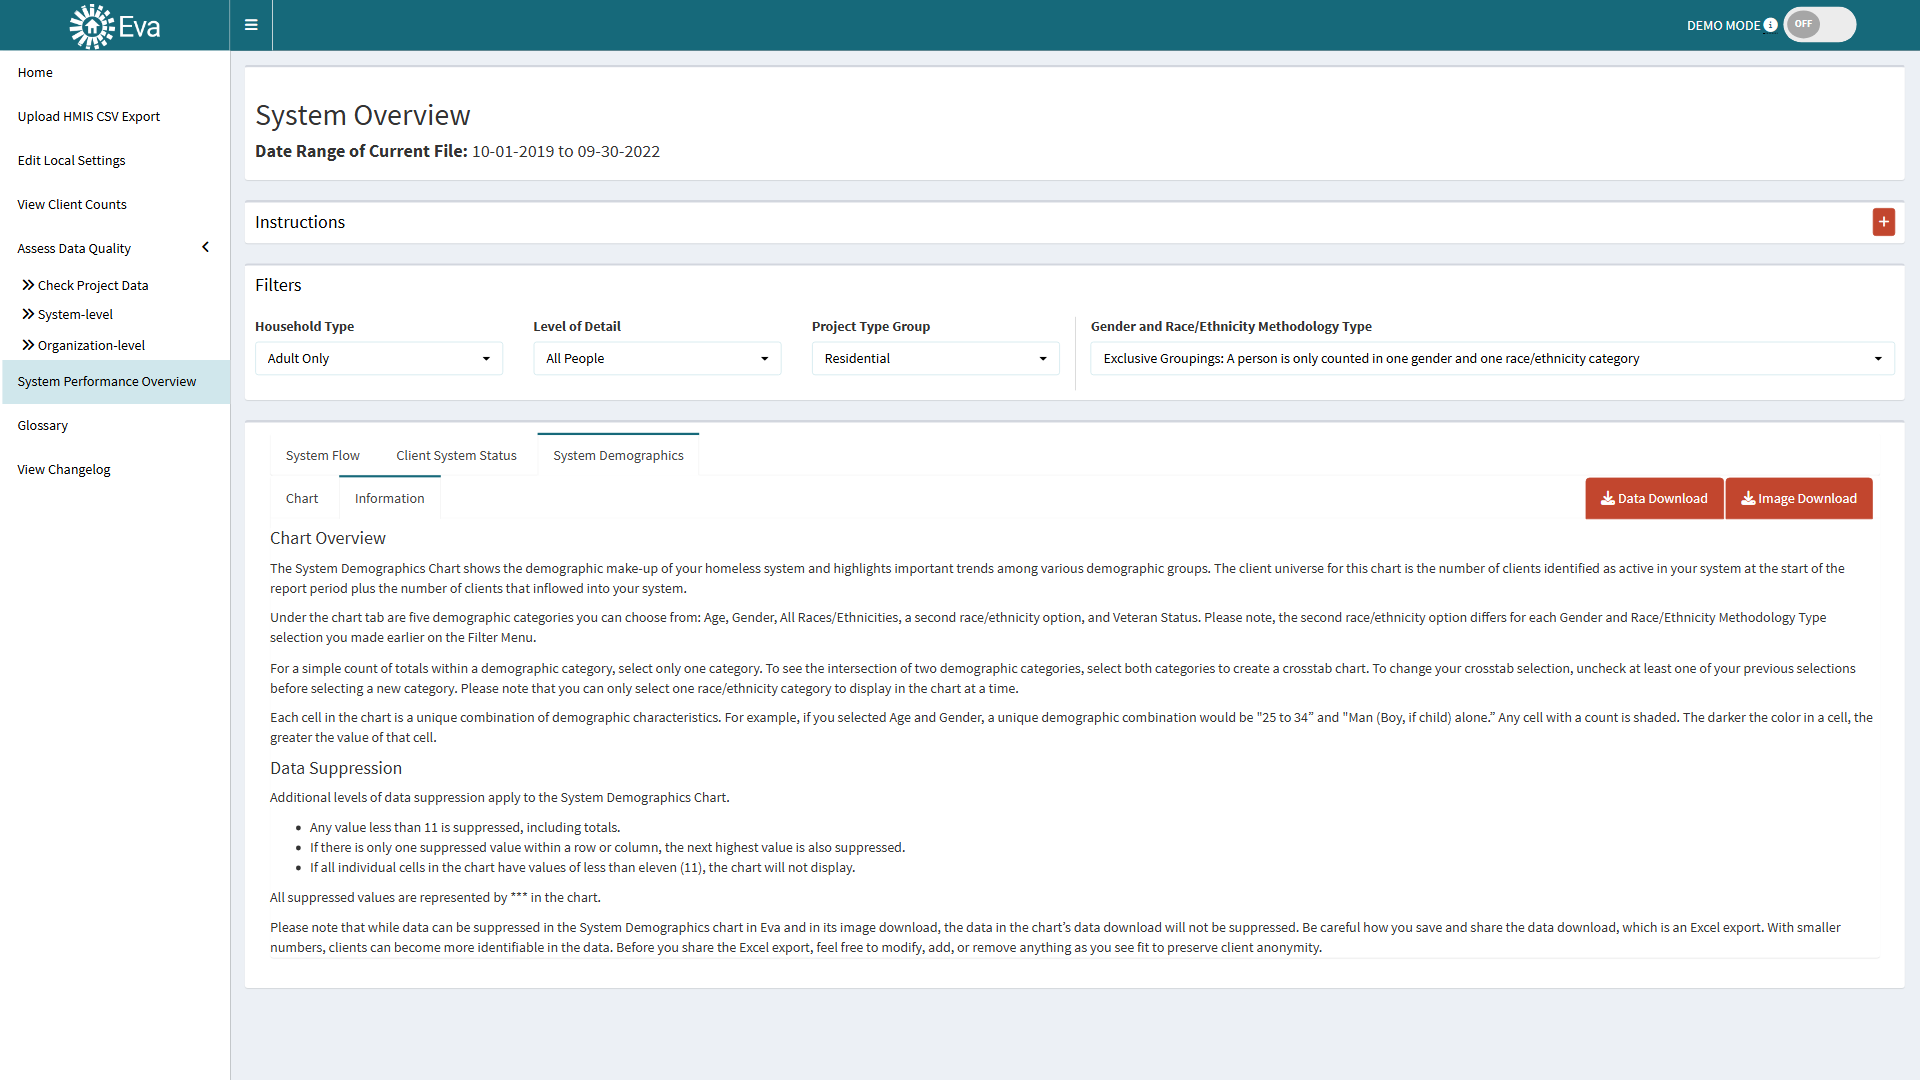 Eva
DEMO MODE
OFF
Home
Upload HMIS CSV Export
Edit Local Settings
View Client Counts
Assess Data Quality
Check Project Data
System-level
Organization-level
System Performance Overview
Glossary
View Changelog
System Overview
Date Range of Current File: 10-01-2019 to 09-30-2022
Instructions
Filters
Household Type
Level of Detail
Project Type Group
Gender and Race/Ethnicity Methodology Type
Adult Only
All People
Residential
Exclusive Groupings: A person is only counted in one gender and one race/ethnicity category
System Flow
Client System Status
System Demographics
Chart
Information
Data Download
Image Download
Chart Overview
The System Demographics Chart shows the demographic make-up of your homeless system and highlights important trends among various demographic groups. The client universe for this chart is the number of clients identified as active in your system at the start of the
report period plus the number of clients that inflowed into your system.
Under the chart tab are five demographic categories you can choose from: Age, Gender, All Races/Ethnicities, a second race/ethnicity option, and Veteran Status. Please note, the second race/ethnicity option differs for each Gender and Race/Ethnicity Methodology Type
selection you made earlier on the Filter Menu.
For a simple count of totals within a demographic category, select only one category. To see the intersection of two demographic categories, select both categories to create a crosstab chart. To change your crosstab selection, uncheck at least one of your previous selections
before selecting a new category. Please note that you can only select one race/ethnicity category to display in the chart at a time.
Each cell in the chart is a unique combination of demographic characteristics. For example, if you selected Age and Gender, a unique demographic combination would be "25 to 34” and "Man (Boy, if child) alone.” Any cell with a count is shaded. The darker the color in a cell, the
greater the value of that cell.
Data Suppression
Additional levels of data suppression apply to the System Demographics Chart.
• Any value less than 11 is suppressed, including totals.
• If there is only one suppressed value within a row or column, the next highest value is also suppressed.
• If all individual cells in the chart have values of less than eleven (11), the chart will not display.
All suppressed values are represented by *** in the chart.
Please note that while data can be suppressed in the System Demographics chart in Eva and in its image download, the data in the chart’s data download will not be suppressed. Be careful how you save and share the data download, which is an Excel export. With smaller
numbers, clients can become more identifiable in the data. Before you share the Excel export, feel free to modify, add, or remove anything as you see fit to preserve client anonymity.